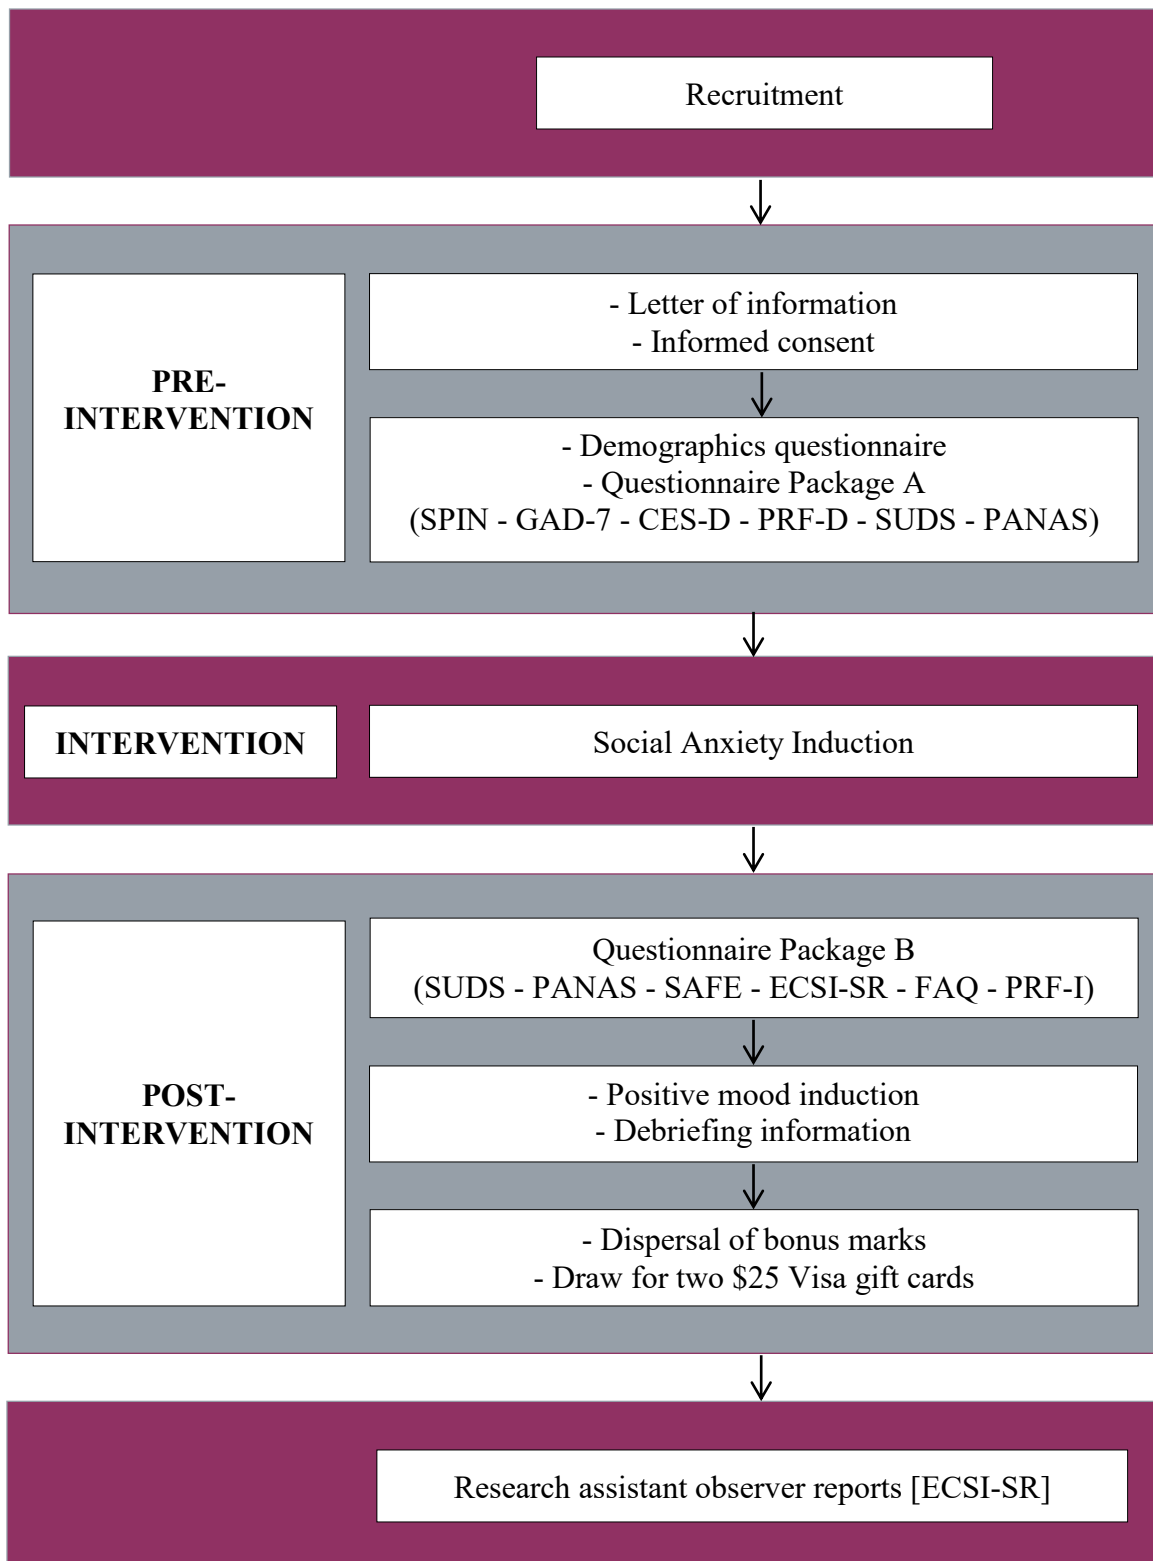 Recruitment
PRE-
INTERVENTION
- Letter of information
- Informed consent
- Demographics questionnaire
- Questionnaire Package A
(SPIN - GAD-7 - CES-D - PRF-D - SUDS - PANAS)
INTERVENTION
Social Anxiety Induction
POST-
INTERVENTION
Questionnaire Package B
(SUDS - PANAS - SAFE - ECSI-SR - FAQ - PRF-I)
- Positive mood induction
- Debriefing information
- Dispersal of bonus marks
- Draw for two $25 Visa gift cards
Research assistant observer reports [ECSI-SR]